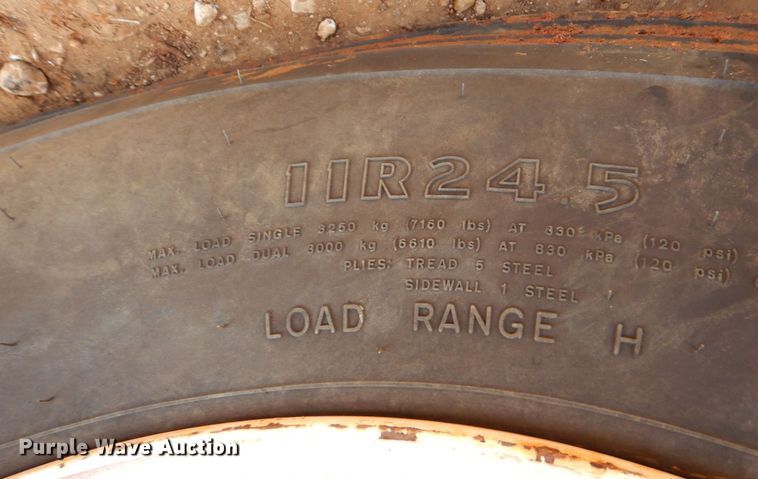 11R24.5
MAX. LOAD SINGLE 3250 kg (7160 lbs) AT 830 kPa (120 psi)
MAX. LOAD DUAL 3000 kg (6610 lbs) AT 830 kPa (120 psi)
PLIES: TREAD 5 STEEL
SIDEWALL 1 STEEL
LOAD RANGE H
Purple Wave Auction